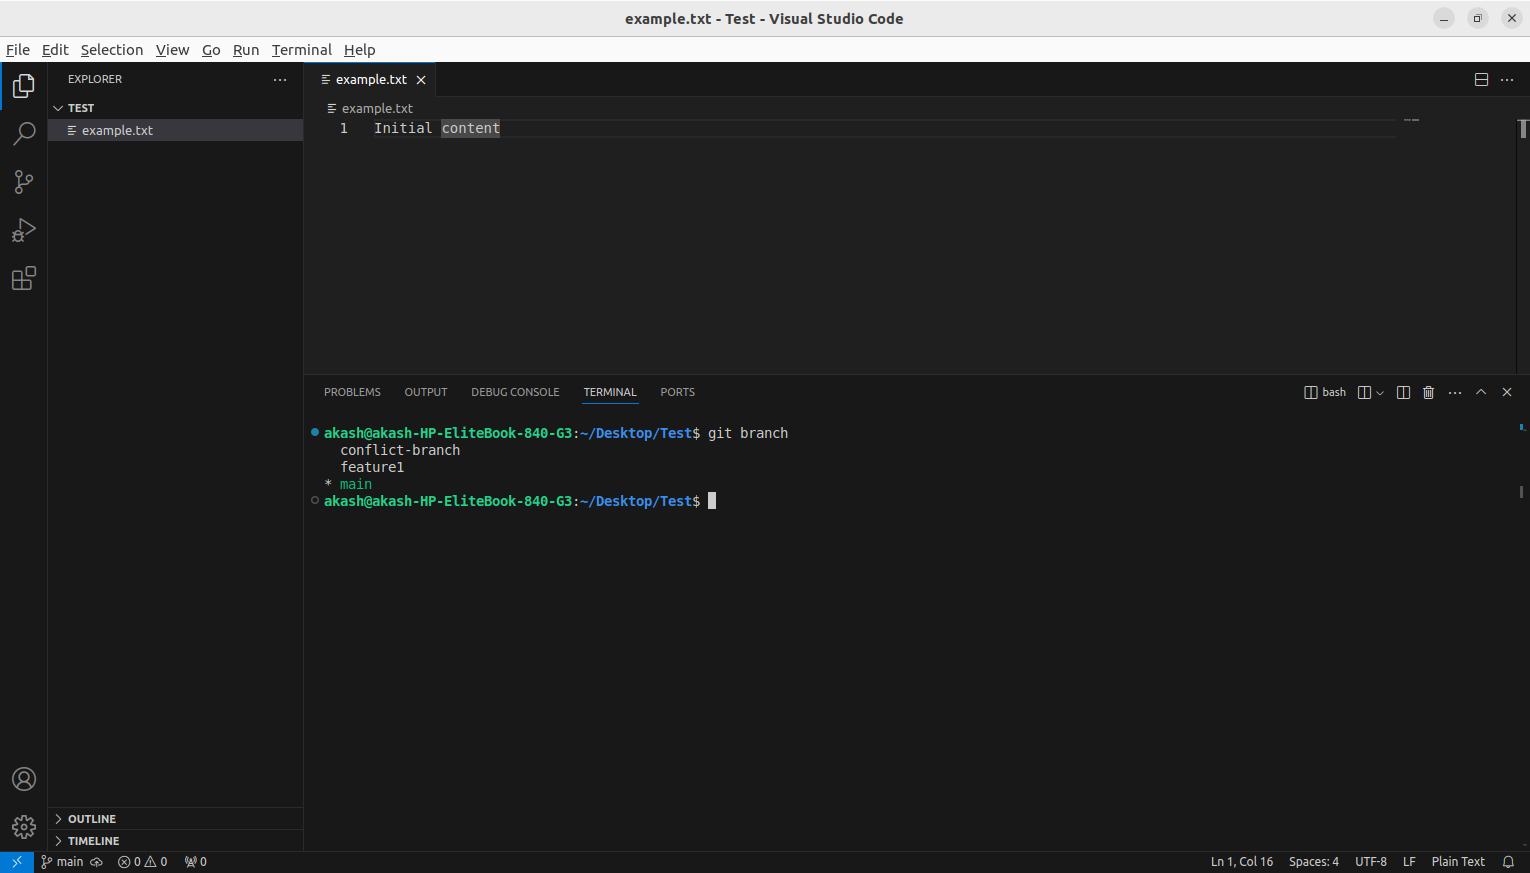 example.txt - Test - Visual Studio Code
File Edit Selection View Go Run Terminal Help
EXPLORER
TEST
example.txt
example.txt
example.txt
1 Initial content
PROBLEMS OUTPUT DEBUG CONSOLE TERMINAL PORTS
bash
akash@akash-HP-EliteBook-840-G3:~/Desktop/Test$ git branch
conflict-branch
feature1
* main
akash@akash-HP-EliteBook-840-G3:~/Desktop/Test$
OUTLINE
TIMELINE
main 0 0 0 Ln 1, Col 16 Spaces: 4 UTF-8 LF Plain Text